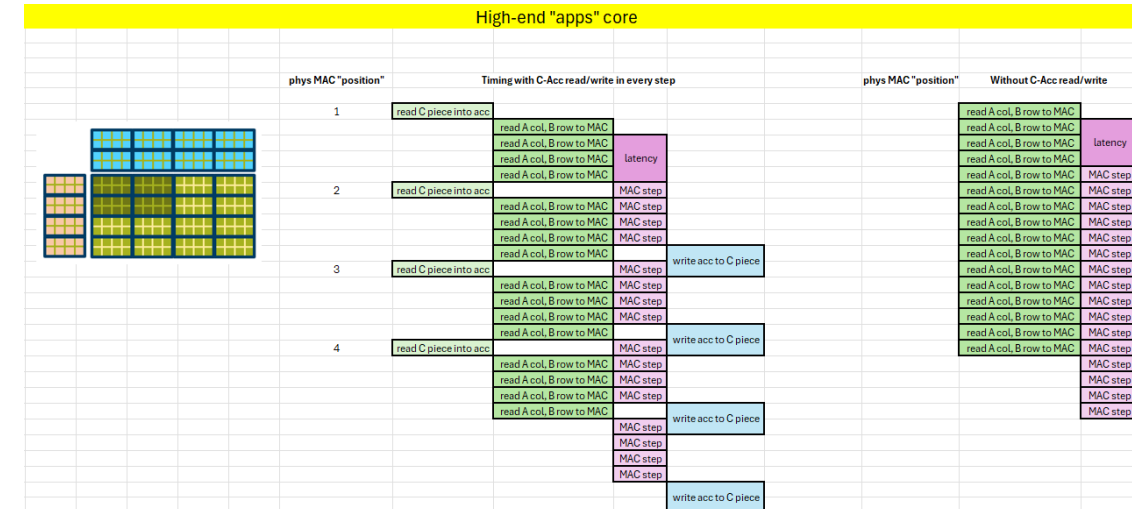 High-end "apps" core
phys MAC "position" Timing with C-Acc read/write in every step phys MAC "position" Without C-Acc read/write
1 read C piece into acc read A col, B row to MAC
read A col, B row to MAC read A col, B row to MAC
read A col, B row to MAC read A col, B row to MAC latency
read A col, B row to MAC latency read A col, B row to MAC
read A col, B row to MAC read A col, B row to MAC MAC step
2 read C piece into acc MAC step read A col, B row to MAC MAC step
read A col, B row to MAC MAC step read A col, B row to MAC MAC step
read A col, B row to MAC MAC step read A col, B row to MAC MAC step
read A col, B row to MAC MAC step read A col, B row to MAC MAC step
read A col, B row to MAC write acc to C piece read A col, B row to MAC MAC step
3 read C piece into acc MAC step read A col, B row to MAC MAC step
read A col, B row to MAC MAC step read A col, B row to MAC MAC step
read A col, B row to MAC MAC step read A col, B row to MAC MAC step
read A col, B row to MAC MAC step read A col, B row to MAC MAC step
read A col, B row to MAC write acc to C piece read A col, B row to MAC MAC step
4 read C piece into acc MAC step read A col, B row to MAC MAC step
read A col, B row to MAC MAC step MAC step
read A col, B row to MAC MAC step MAC step
read A col, B row to MAC MAC step MAC step
read A col, B row to MAC write acc to C piece MAC step
MAC step
MAC step
MAC step
MAC step
write acc to C piece